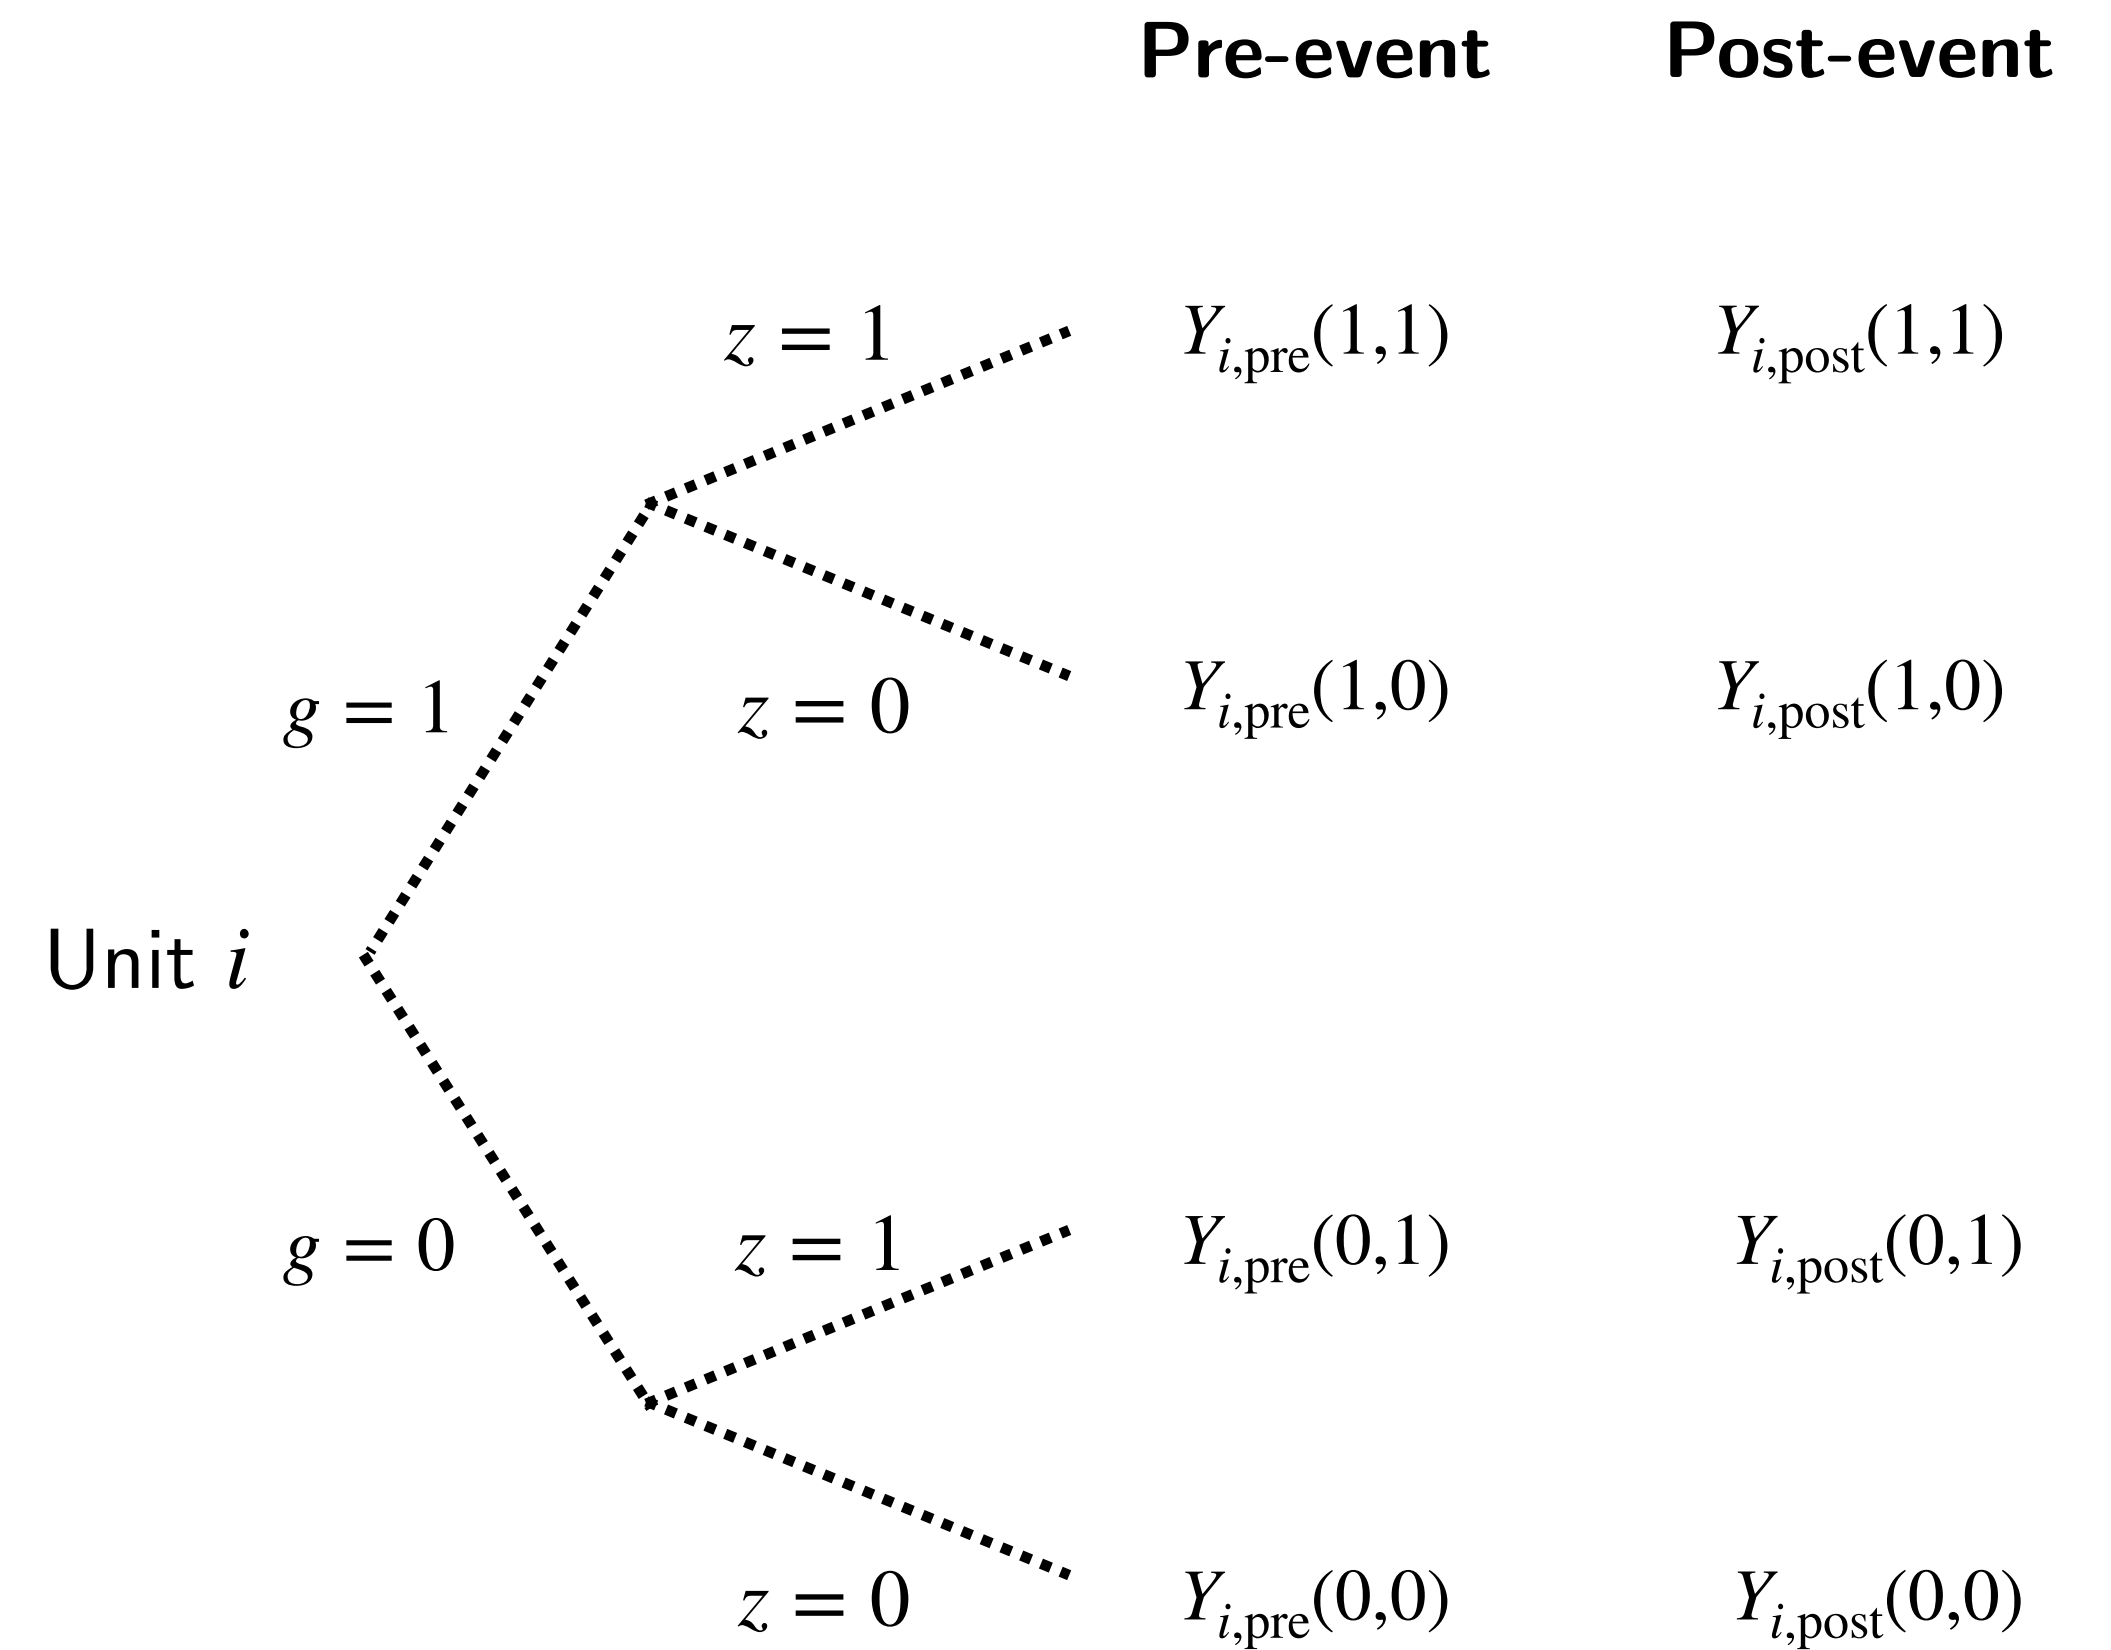 Pre-event Post-event
z = 1 Y_{i,pre}(1,1) Y_{i,post}(1,1)
g = 1 z = 0 Y_{i,pre}(1,0) Y_{i,post}(1,0)
Unit i
g = 0 z = 1 Y_{i,pre}(0,1) Y_{i,post}(0,1)
z = 0 Y_{i,pre}(0,0) Y_{i,post}(0,0)